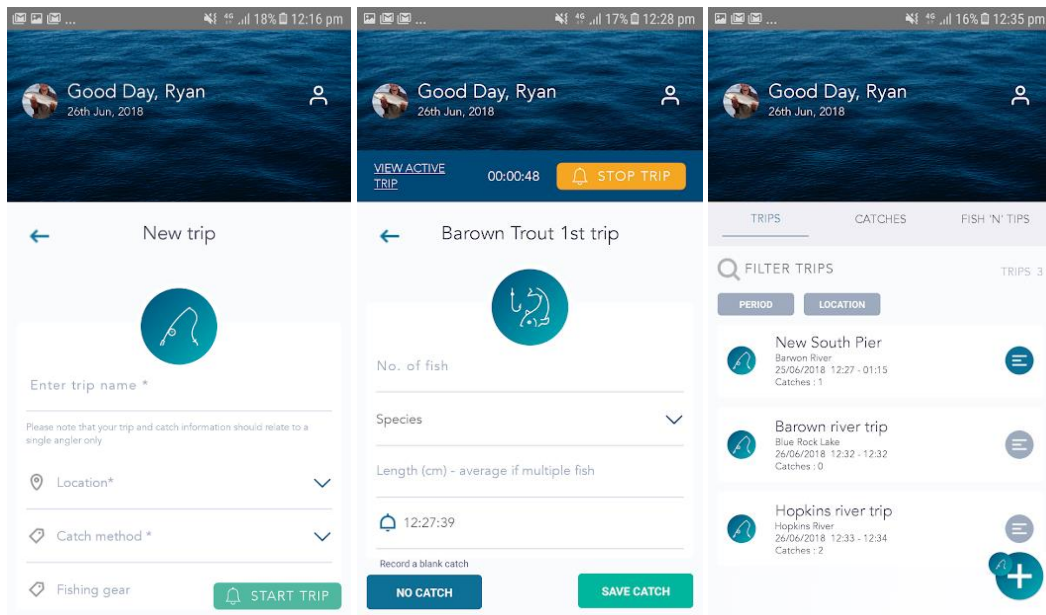 ... 4G 18% 12:16 pm
Good Day, Ryan
26th Jun, 2018
New trip
Enter trip name *
Please note that your trip and catch information should relate to a
single angler only
Location*
Catch method *
Fishing gear
START TRIP
... 4G 17% 12:28 pm
Good Day, Ryan
26th Jun, 2018
VIEW ACTIVE
TRIP
00:00:48
STOP TRIP
Barown Trout 1st trip
No. of fish
Species
Length (cm) - average if multiple fish
12:27:39
Record a blank catch
NO CATCH
SAVE CATCH
... 4G 16% 12:35 pm
Good Day, Ryan
26th Jun, 2018
TRIPS CATCHES FISH 'N' TIPS
FILTER TRIPS TRIPS 3
PERIOD LOCATION
New South Pier
Barwon River
25/06/2018 12:27 - 01:15
Catches : 1
Barown river trip
Blue Rock Lake
26/06/2018 12:32 - 12:32
Catches : 0
Hopkins river trip
Hopkins River
26/06/2018 12:33 - 12:34
Catches : 2